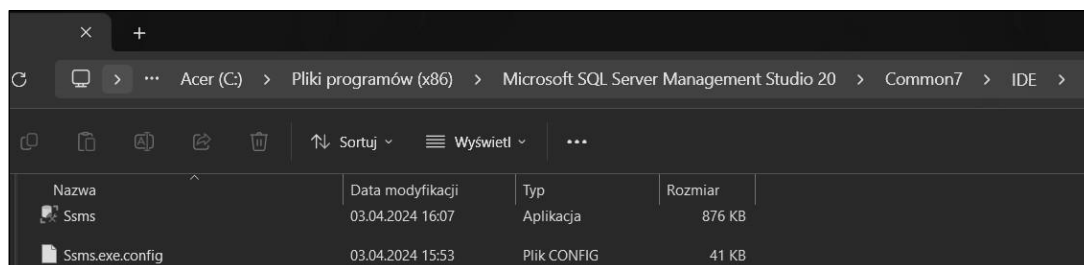 Acer (C:) > Pliki programów (x86) > Microsoft SQL Server Management Studio 20 > Common7 > IDE >
Sortuj Wyświetl
Nazwa Data modyfikacji Typ Rozmiar
Ssms 03.04.2024 16:07 Aplikacja 876 KB
Ssms.exe.config 03.04.2024 15:53 Plik CONFIG 41 KB